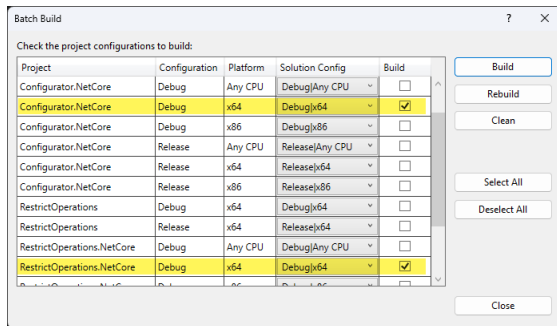 Batch Build ? ×
Check the project configurations to build:
Project Configuration Platform Solution Config Build
Configurator.NetCore Debug Any CPU Debug|Any CPU
Configurator.NetCore Debug x64 Debug|x64
Configurator.NetCore Debug x86 Debug|x86
Configurator.NetCore Release Any CPU Release|Any CPU
Configurator.NetCore Release x64 Release|x64
Configurator.NetCore Release x86 Release|x86
RestrictOperations Debug x64 Debug|x64
RestrictOperations Release x64 Release|x64
RestrictOperations.NetCore Debug Any CPU Debug|Any CPU
RestrictOperations.NetCore Debug x64 Debug|x64
Build
Rebuild
Clean
Select All
Deselect All
Close